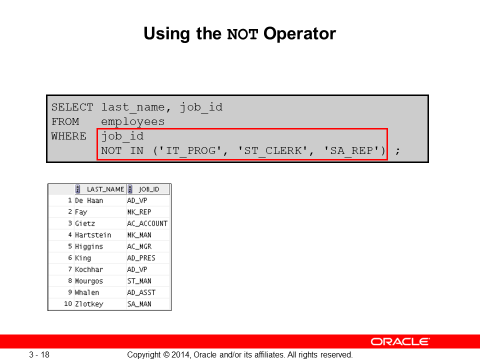 Using the NOT Operator
SELECT last_name, job_id
FROM employees
WHERE job_id
NOT IN ('IT_PROG', 'ST_CLERK', 'SA_REP') ;
LAST_NAME JOB_ID
1 De Haan AD_VP
2 Fay MK_REP
3 Gietz AC_ACCOUNT
4 Hartstein MK_MAN
5 Higgins AC_MGR
6 King AD_PRES
7 Kochhar AD_VP
8 Mourgos ST_MAN
9 Whalen AD_ASST
10 Zlotkey SA_MAN
ORACLE
3 - 18 Copyright © 2014, Oracle and/or its affiliates. All rights reserved.